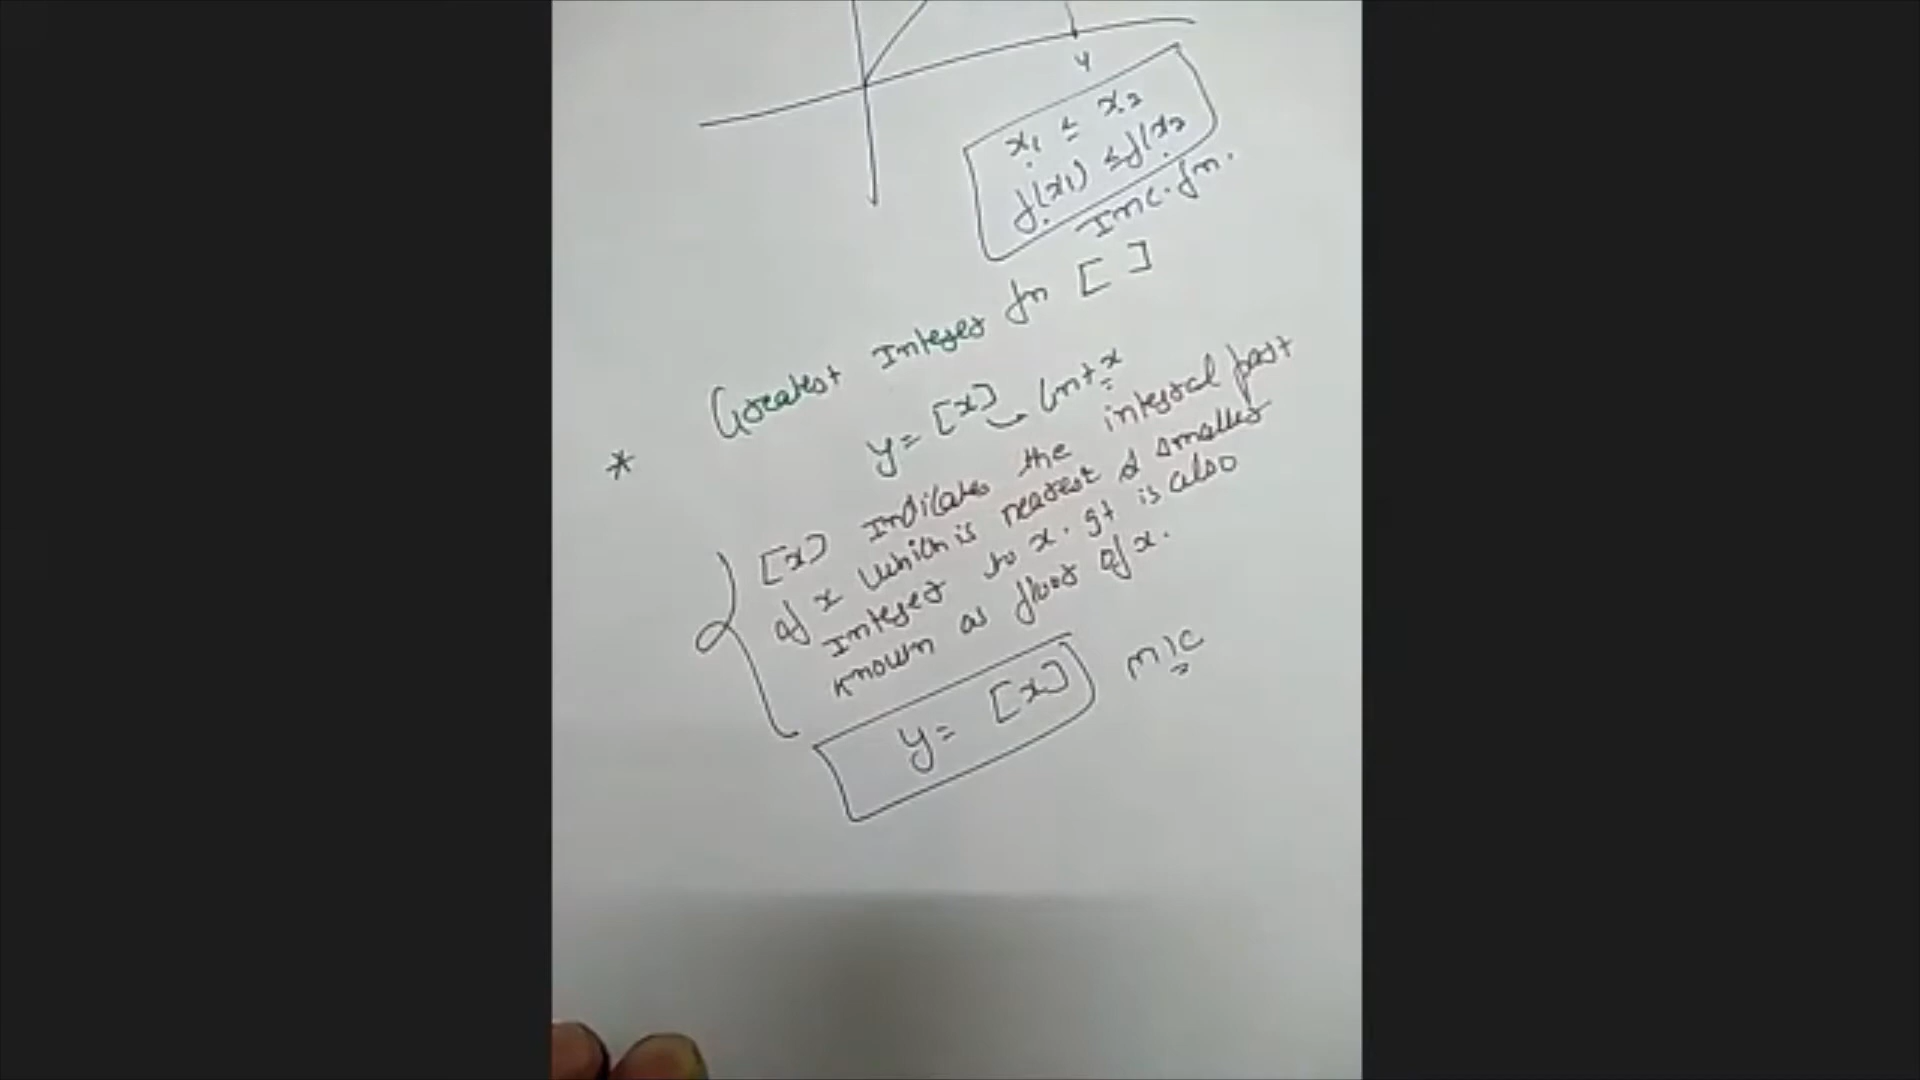 4
x₁ ≤ x₂
f(x₁) ≤ f(x₂
Inc. fn.
Greatest Integer fn [ ]
y = [x] int x
*
[x] Indicates the integral part
of x which is nearest & smaller
Integer to x. It is also
known as floor of x.
y = [x]